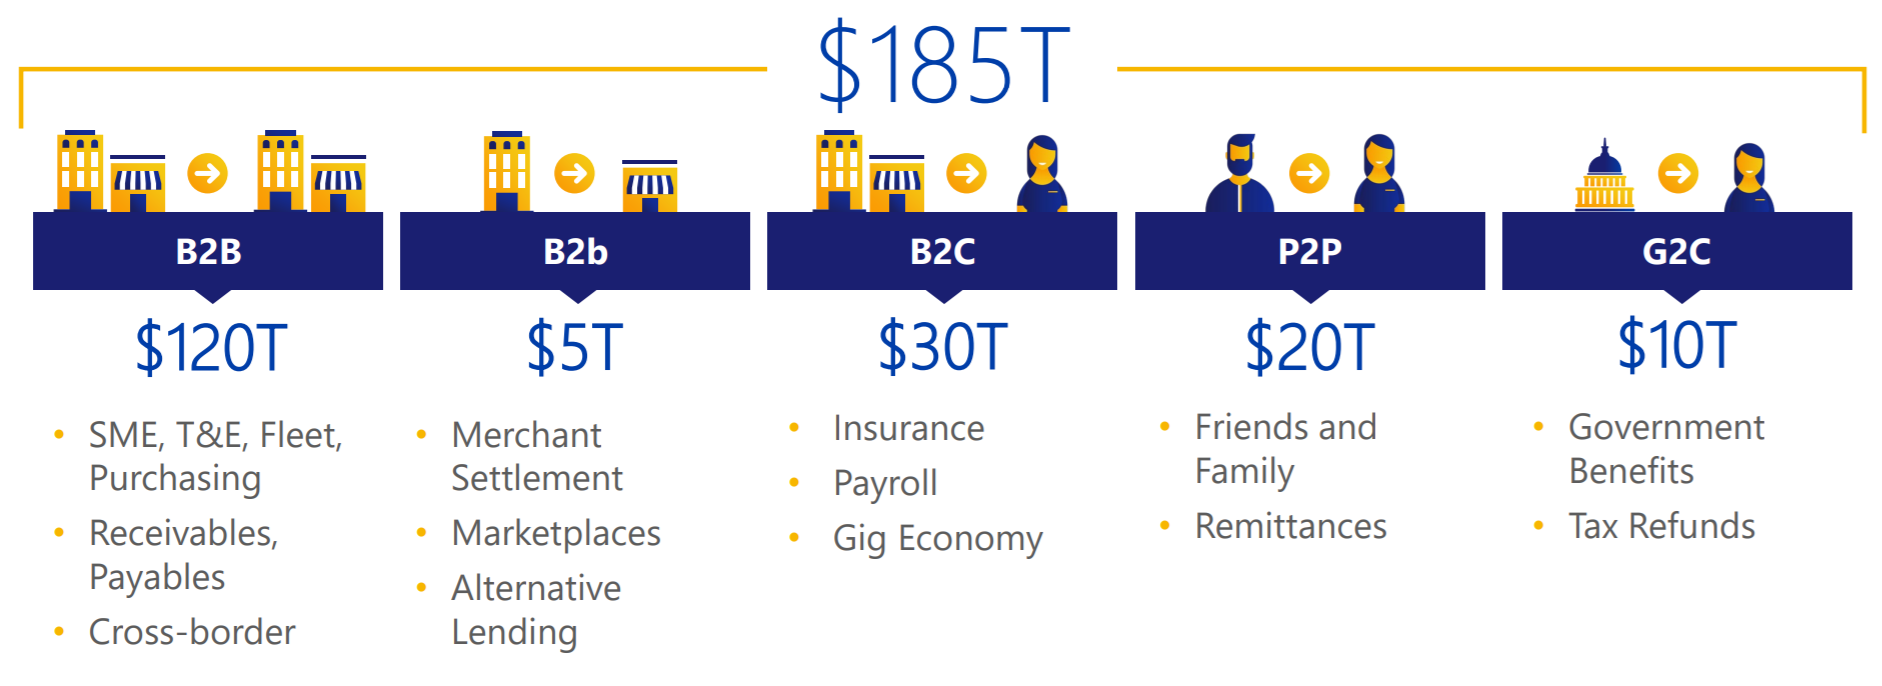 $185T
B2B
$120T
• SME, T&E, Fleet,
Purchasing
• Receivables,
Payables
• Cross-border
B2b
$5T
• Merchant
Settlement
• Marketplaces
• Alternative
Lending
B2C
$30T
• Insurance
• Payroll
• Gig Economy
P2P
$20T
• Friends and
Family
• Remittances
G2C
$10T
• Government
Benefits
• Tax Refunds